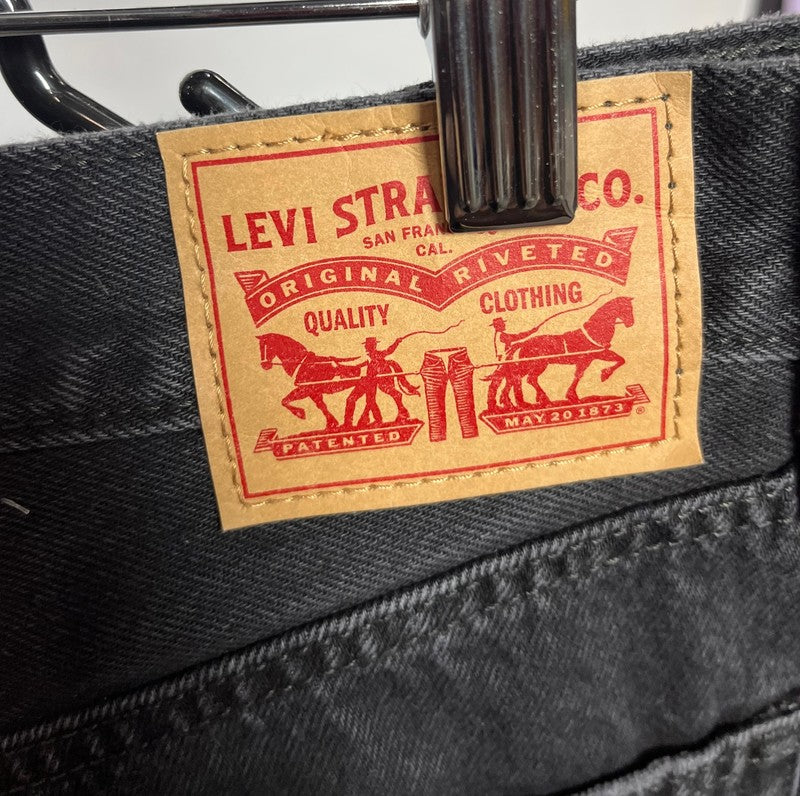 LEVI STRA CO.
SAN FRAN
CAL.
ORIGINAL RIVETED
QUALITY CLOTHING
PATENTED MAY 20 1873 ®